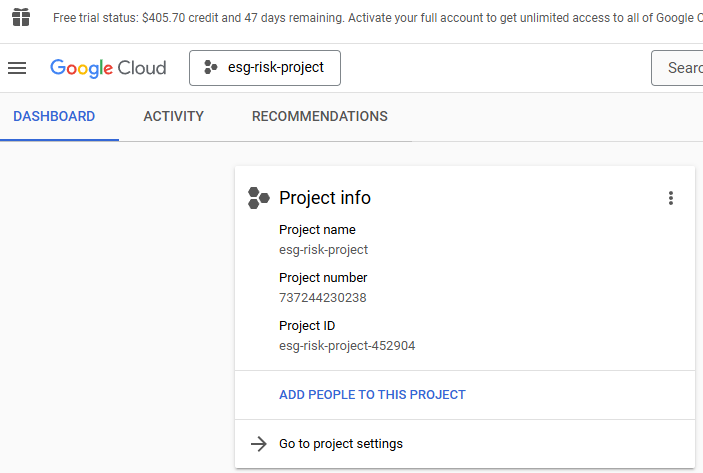 Free trial status: $405.70 credit and 47 days remaining. Activate your full account to get unlimited access to all of Google
Google Cloud
esg-risk-project
Sear
DASHBOARD
ACTIVITY
RECOMMENDATIONS
Project info
Project name
esg-risk-project
Project number
737244230238
Project ID
esg-risk-project-452904
ADD PEOPLE TO THIS PROJECT
Go to project settings